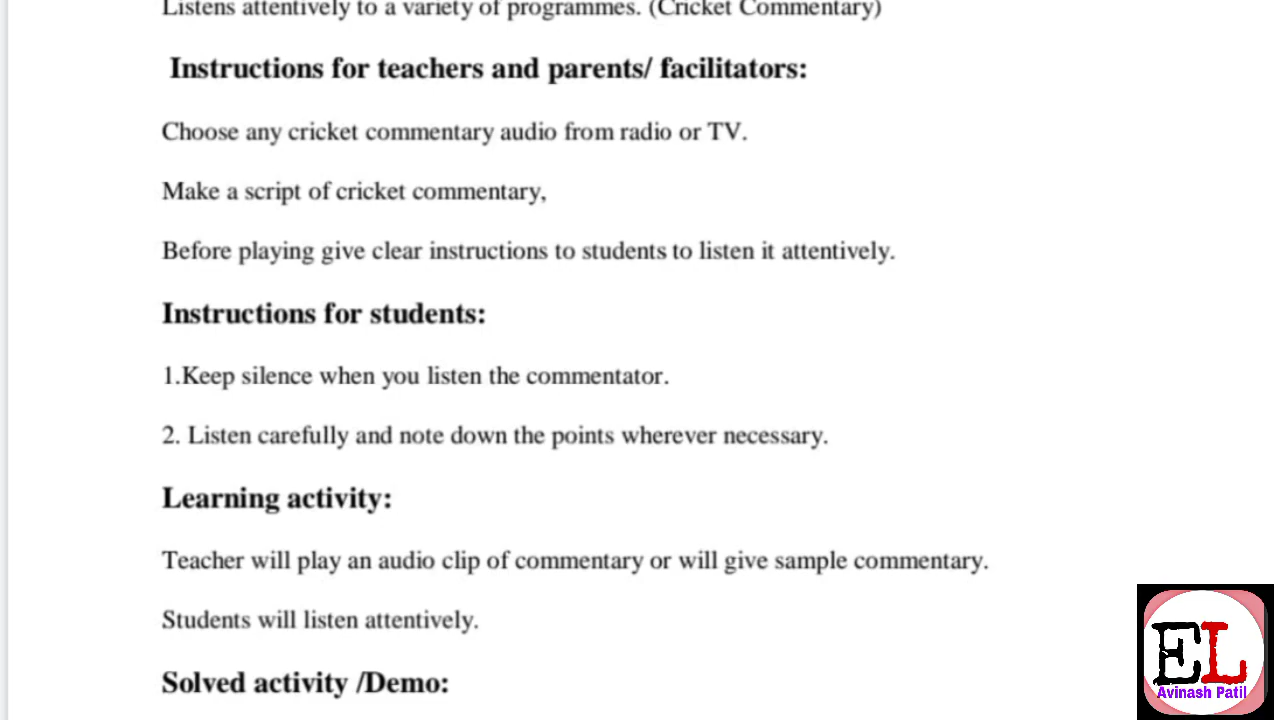 Listens attentively to a variety of programmes. (Cricket Commentary)
Instructions for teachers and parents/ facilitators:
Choose any cricket commentary audio from radio or TV.
Make a script of cricket commentary,
Before playing give clear instructions to students to listen it attentively.
Instructions for students:
1.Keep silence when you listen the commentator.
2. Listen carefully and note down the points wherever necessary.
Learning activity:
Teacher will play an audio clip of commentary or will give sample commentary.
Students will listen attentively.
Solved activity /Demo:
EL
Avinash Patil